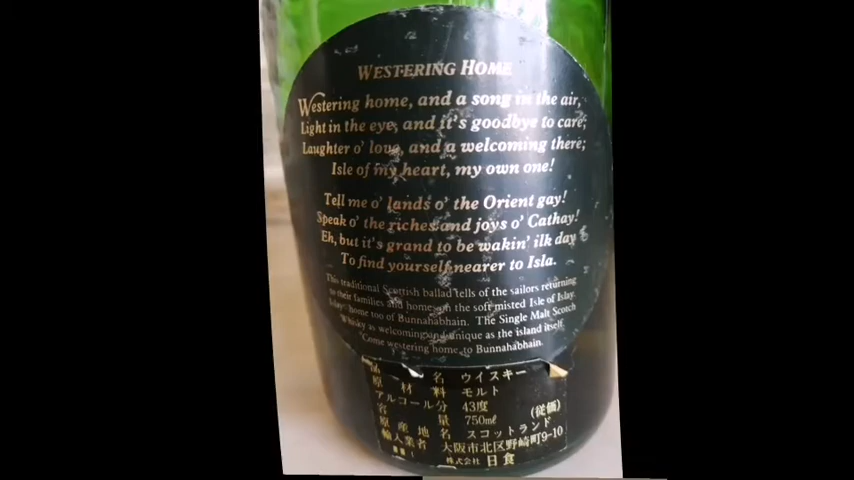 WESTERING HOME
Westering home, and a song in the air,
Light in the eye, and it's goodbye to care;
Laughter o' love, and a welcoming there;
Isle of my heart, my own one!
Tell me o' lands o' the Orient gay!
Speak o' the riches and joys o' Cathay!
Eh, but it's grand to be wakin' ilk day
To find yourself nearer to Isla.
This traditional Scottish ballad tells of the sailors returning
to their families and homes on the soft misted Isle of Islay.
Islay: home too of Bunnahabhain. The Single Malt Scotch
Whisky as welcoming and unique as the island itself.
"Come westering home" to Bunnahabhain.
品名 ウイスキー
原材料 モルト
アルコール分 43度
容量 750㎖ (従価)
原産地名 スコットランド
輸入業者 大阪市北区野崎町9-10
株式会社 日食